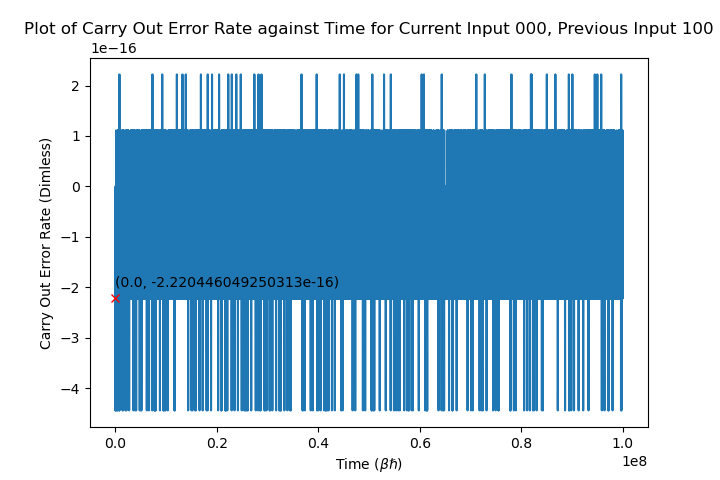 Plot of Carry Out Error Rate against Time for Current Input 000, Previous Input 100
1e−16
2
1
0
−1
−2
−3
−4
Carry Out Error Rate (Dimless)
(0.0, -2.220446049250313e-16)
0.0 0.2 0.4 0.6 0.8 1.0
1e8
Time (βℏ)